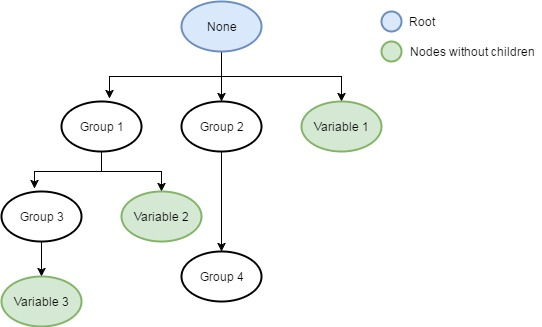 None
Root
Nodes without children
Group 1
Group 2
Variable 1
Group 3
Variable 2
Group 4
Variable 3